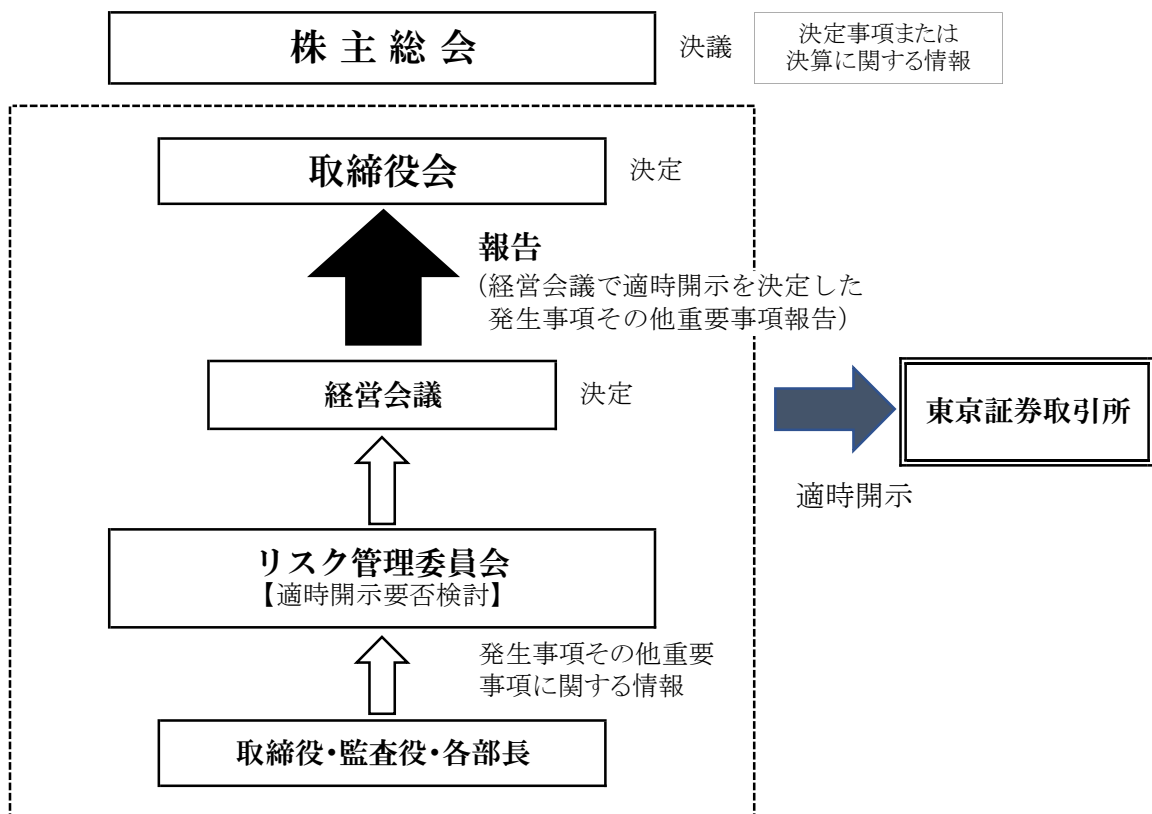 株 主 総 会
決議
決定事項または
決算に関する情報
取締役会
決定
報告
（経営会議で適時開示を決定した
発生事項その他重要事項報告）
経営会議
決定
東京証券取引所
適時開示
リスク管理委員会
【適時開示要否検討】
発生事項その他重要
事項に関する情報
取締役・監査役・各部長